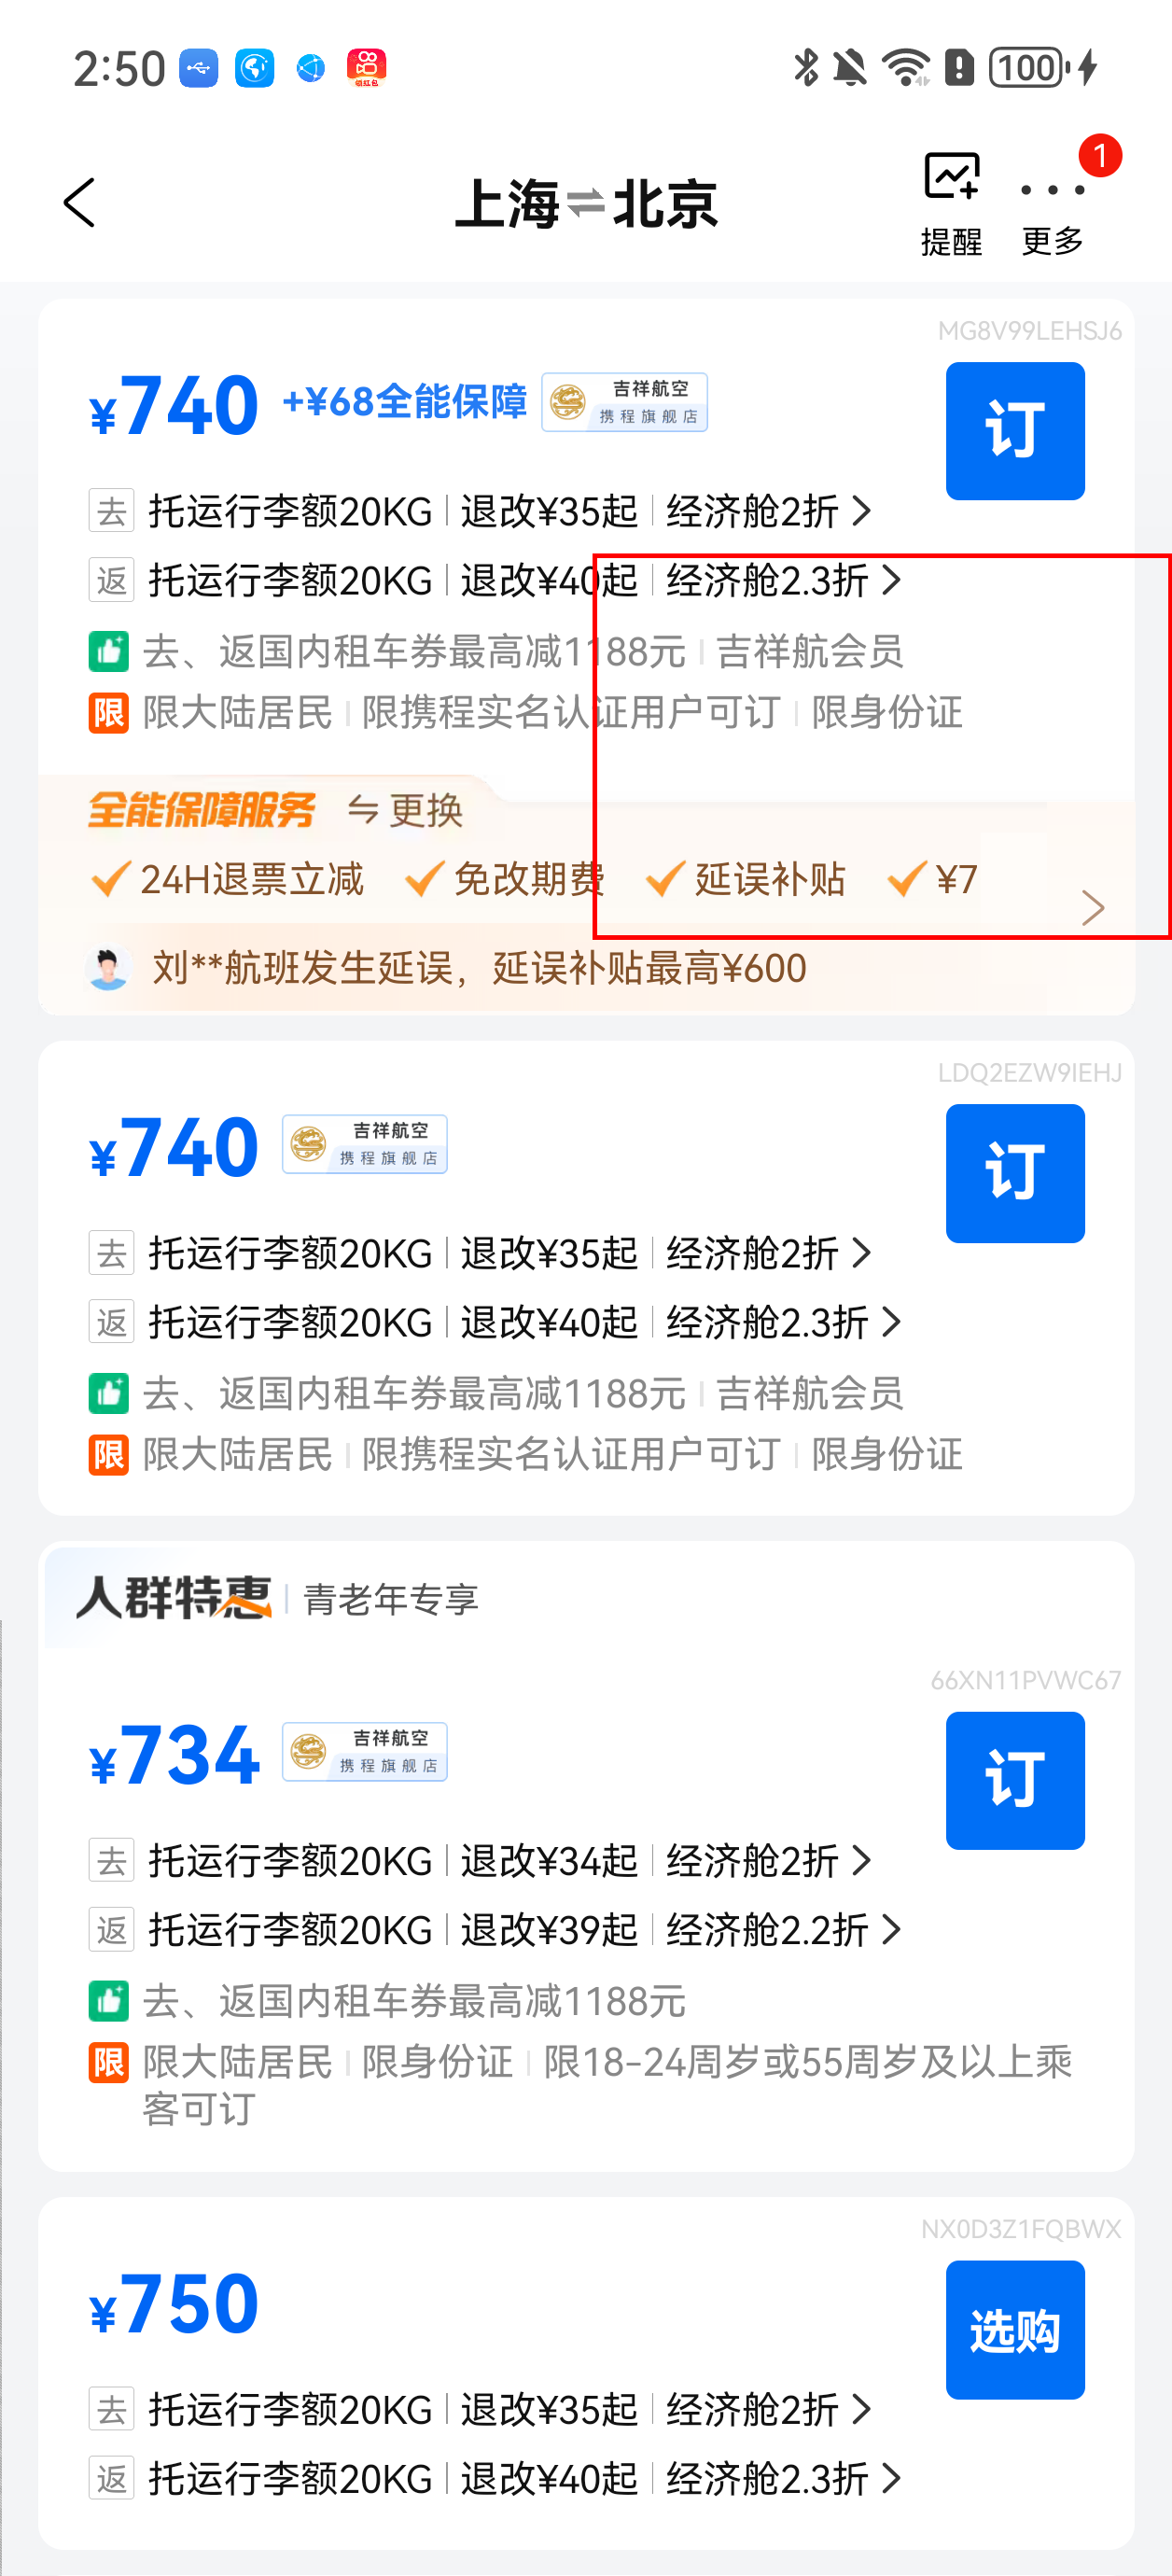 2:50
领红包
100
上海⇌北京
提醒
更多
1
MG8V99LEHSJ6
¥740 +¥68全能保障 吉祥航空 携程旗舰店
订
去 托运行李额20KG | 退改¥35起 | 经济舱2折 >
返 托运行李额20KG | 退改¥40起 | 经济舱2.3折 >
去、返国内租车券最高减1188元 | 吉祥航会员
限 限大陆居民 | 限携程实名认证用户可订 | 限身份证
全能保障服务 ⇋更换
24H退票立减 免改期费 延误补贴 ¥7 >
刘**航班发生延误，延误补贴最高¥600
LDQ2EZW9IEHJ
¥740 吉祥航空 携程旗舰店
订
去 托运行李额20KG | 退改¥35起 | 经济舱2折 >
返 托运行李额20KG | 退改¥40起 | 经济舱2.3折 >
去、返国内租车券最高减1188元 | 吉祥航会员
限 限大陆居民 | 限携程实名认证用户可订 | 限身份证
人群特惠 | 青老年专享
66XN11PVWC67
¥734 吉祥航空 携程旗舰店
订
去 托运行李额20KG | 退改¥34起 | 经济舱2折 >
返 托运行李额20KG | 退改¥39起 | 经济舱2.2折 >
去、返国内租车券最高减1188元
限 限大陆居民 | 限身份证 | 限18-24周岁或55周岁及以上乘
客可订
NX0D3Z1FQBWX
¥750
选购
去 托运行李额20KG | 退改¥35起 | 经济舱2折 >
返 托运行李额20KG | 退改¥40起 | 经济舱2.3折 >